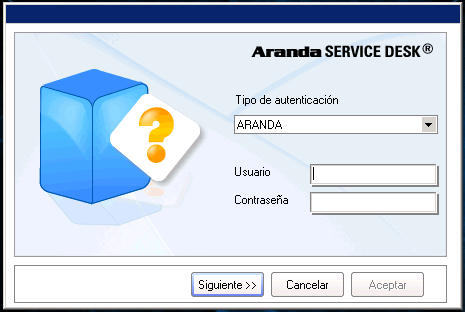 Aranda SERVICE DESK®
Tipo de autenticación
ARANDA
Usuario
Contraseña
Siguiente >> Cancelar Aceptar